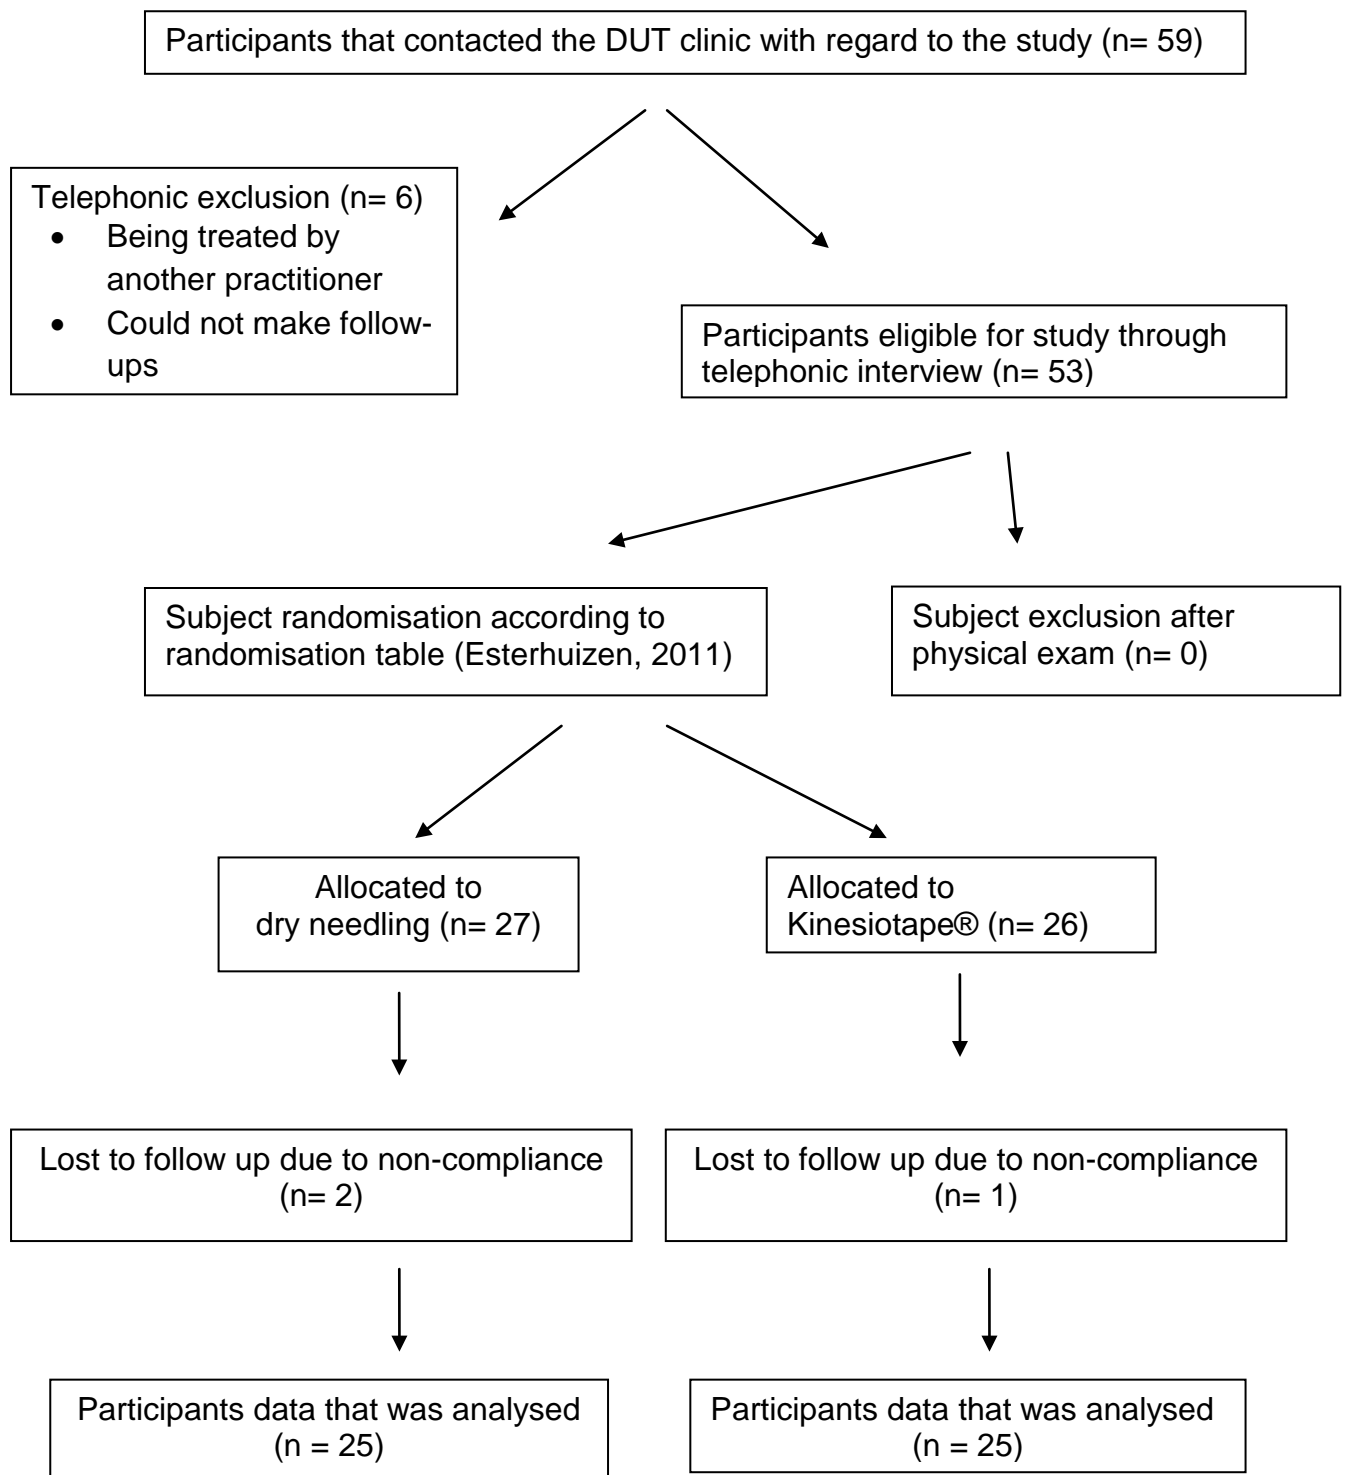 Participants that contacted the DUT clinic with regard to the study (n= 59)
Telephonic exclusion (n= 6)
• Being treated by
another practitioner
• Could not make follow-
ups
Participants eligible for study through
telephonic interview (n= 53)
Subject randomisation according to
randomisation table (Esterhuizen, 2011)
Subject exclusion after
physical exam (n= 0)
Allocated to
dry needling (n= 27)
Allocated to
Kinesiotape® (n= 26)
Lost to follow up due to non-compliance
(n= 2)
Lost to follow up due to non-compliance
(n= 1)
Participants data that was analysed
(n = 25)
Participants data that was analysed
(n = 25)